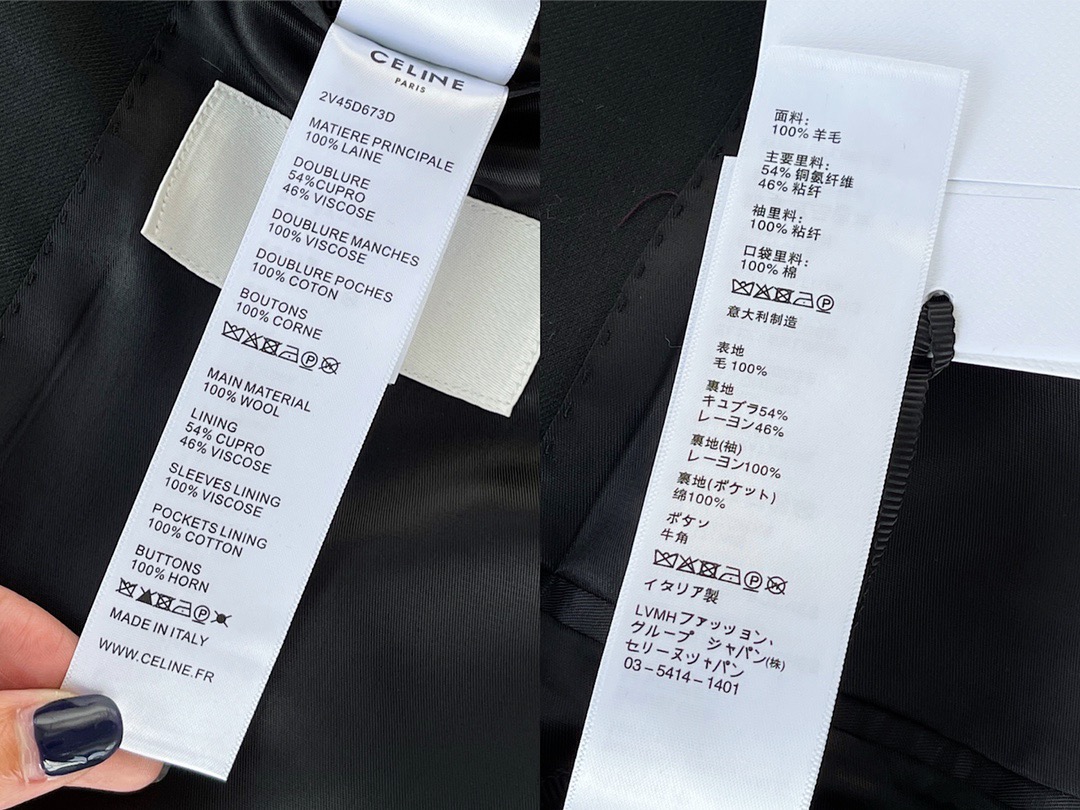 CELINE
PARIS
2V45D673D
MATIERE PRINCIPALE
100% LAINE
DOUBLURE
54%CUPRO
46% VISCOSE
DOUBLURE MANCHES
100% VISCOSE
DOUBLURE POCHES
100% COTON
BOUTONS
100% CORNE
P
MAIN MATERIAL
100% WOOL
LINING
54% CUPRO
46% VISCOSE
SLEEVES LINING
100% VISCOSE
POCKETS LINING
100% COTTON
BUTTONS
100% HORN
P
MADE IN ITALY
WWW.CELINE.FR
面料:
100% 羊毛
主要里料:
54% 铜氨纤维
46% 粘纤
袖里料:
100% 粘纤
口袋里料:
100% 棉
P
意大利制造
表地
毛 100%
裏地
キュプラ54%
レーヨン46%
裏地(袖)
レーヨン100%
裏地(ポケット)
綿100%
ボタソ
牛角
P
イタリア製
LVMHファッツョン、
グループ ジャパン(株)
セリーヌヅャパン
03-5414-1401